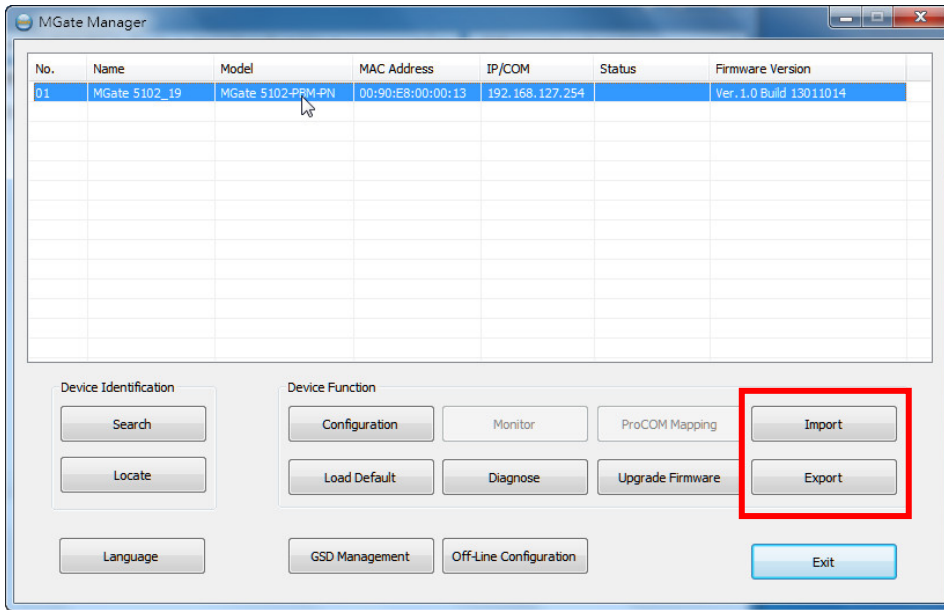 MGate Manager
No. Name Model MAC Address IP/COM Status Firmware Version
01 MGate 5102_19 MGate 5102-PBM-PN 00:90:E8:00:00:13 192.168.127.254 Ver.1.0 Build 13011014
Device Identification Device Function
Search Configuration Monitor ProCOM Mapping Import
Locate Load Default Diagnose Upgrade Firmware Export
Language GSD Management Off-Line Configuration Exit